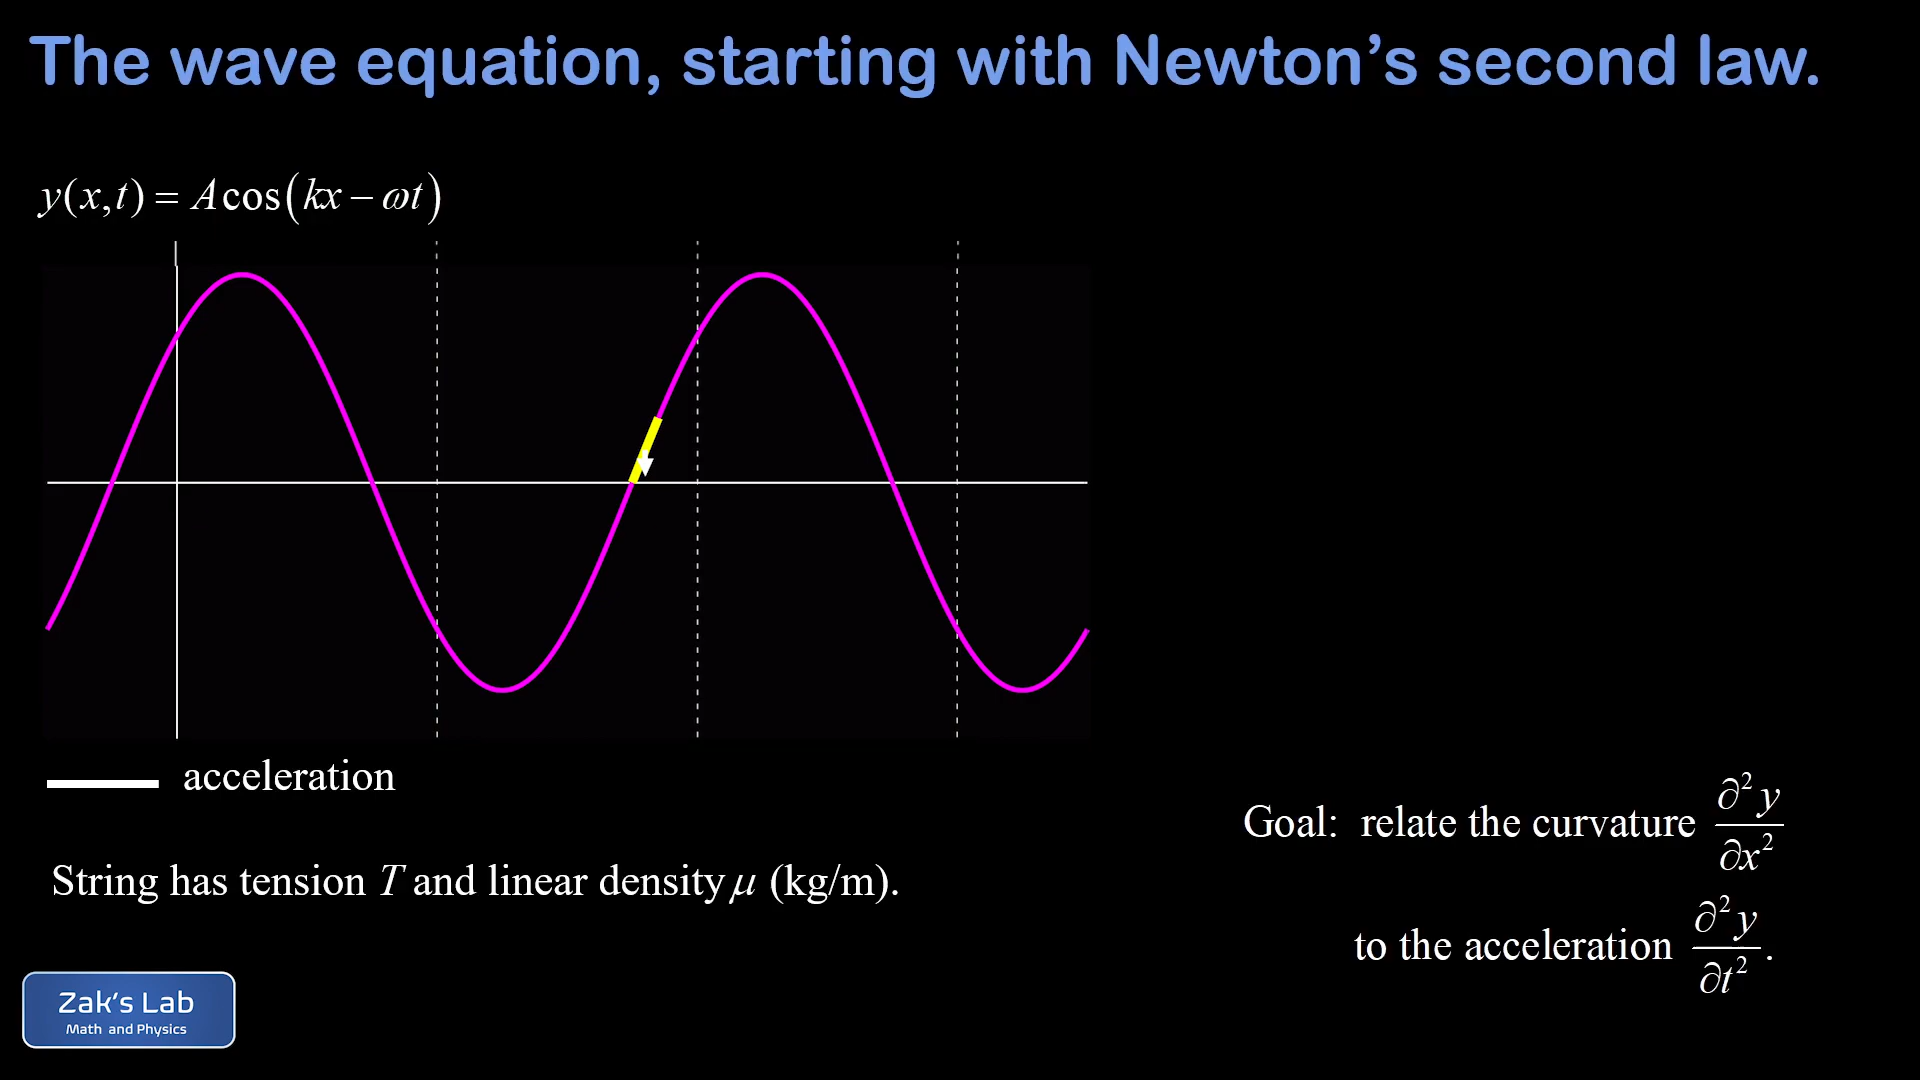 The wave equation, starting with Newton’s second law.
y(x,t) = A cos(kx − ωt)
acceleration
String has tension T and linear density μ (kg/m).
Goal: relate the curvature ∂²y/∂x²
to the acceleration ∂²y/∂t².
Zak’s Lab
Math and Physics